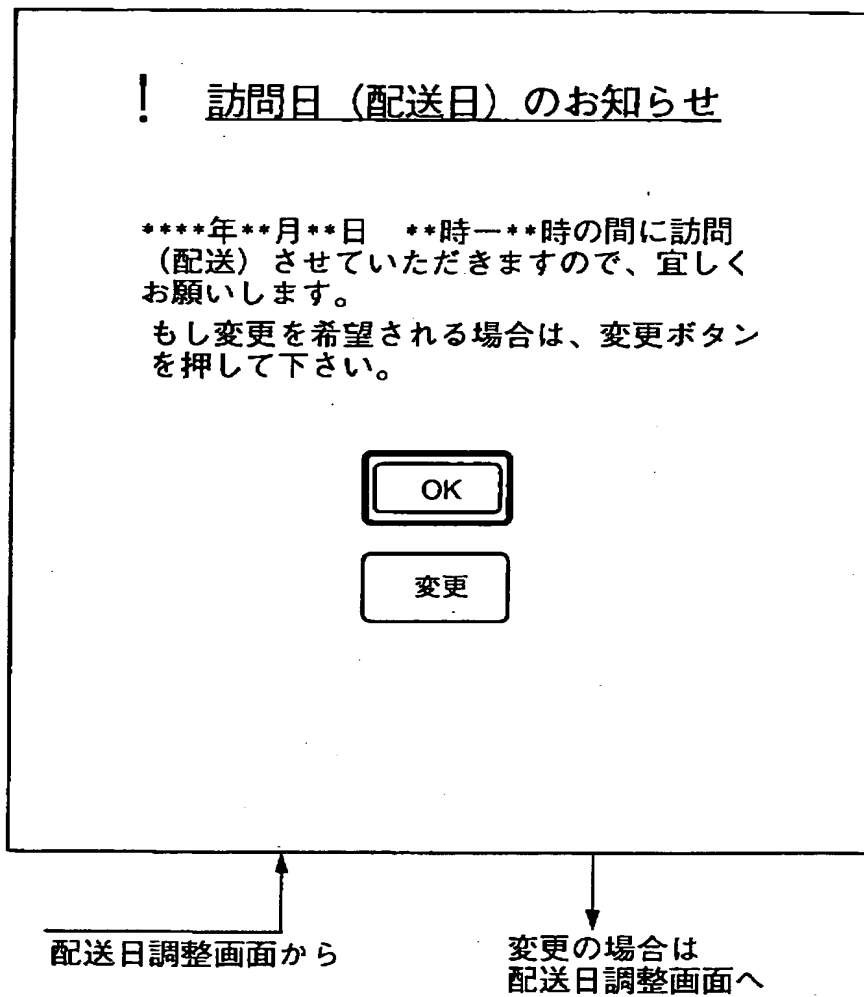 ! 訪問日（配送日）のお知らせ
****年**月**日　**時ー**時の間に訪問
（配送）させていただきますので、宜しく
お願いします。
もし変更を希望される場合は、変更ボタン
を押して下さい。
OK
変更
配送日調整画面から
変更の場合は
配送日調整画面へ